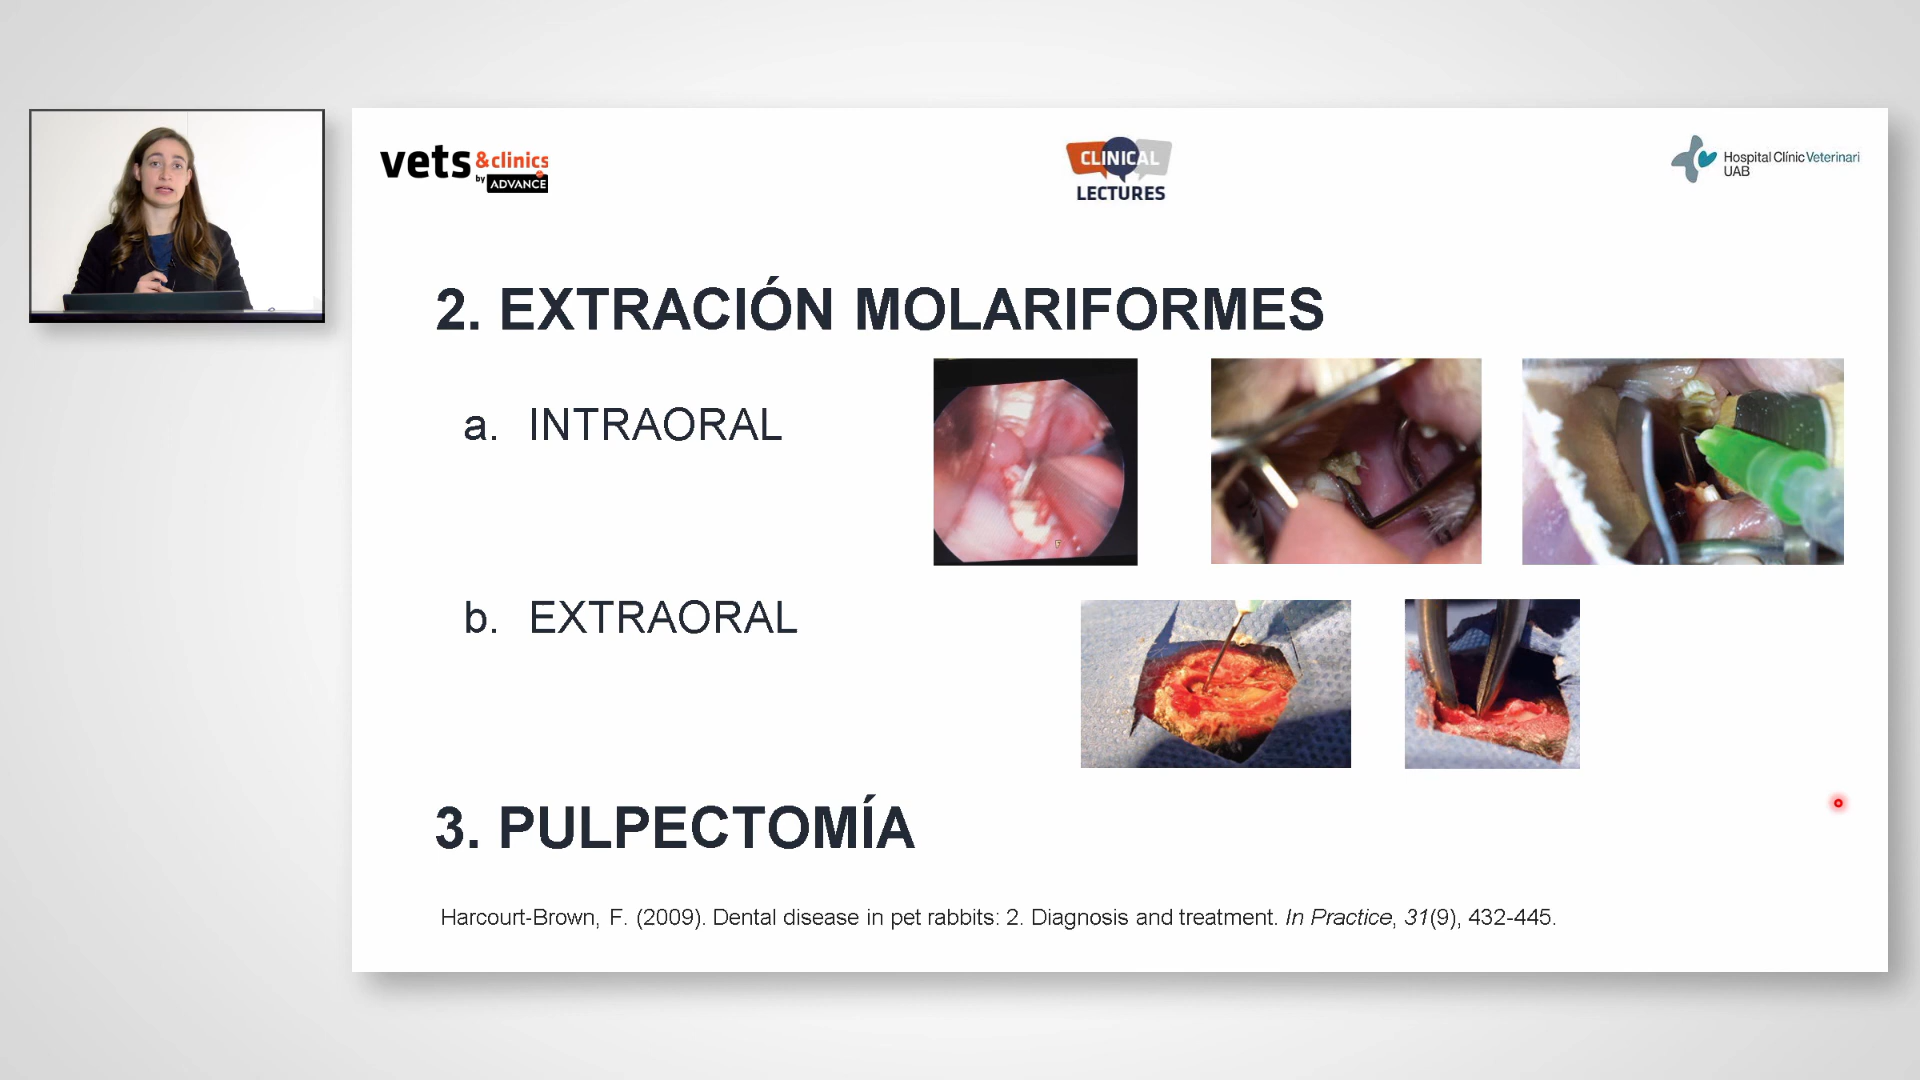 vets &clinics
by ADVANCE
CLINICAL
LECTURES
Hospital Clínic Veterinari
UAB
2. EXTRACIÓN MOLARIFORMES
a. INTRAORAL
b. EXTRAORAL
3. PULPECTOMÍA
Harcourt-Brown, F. (2009). Dental disease in pet rabbits: 2. Diagnosis and treatment. In Practice, 31(9), 432-445.